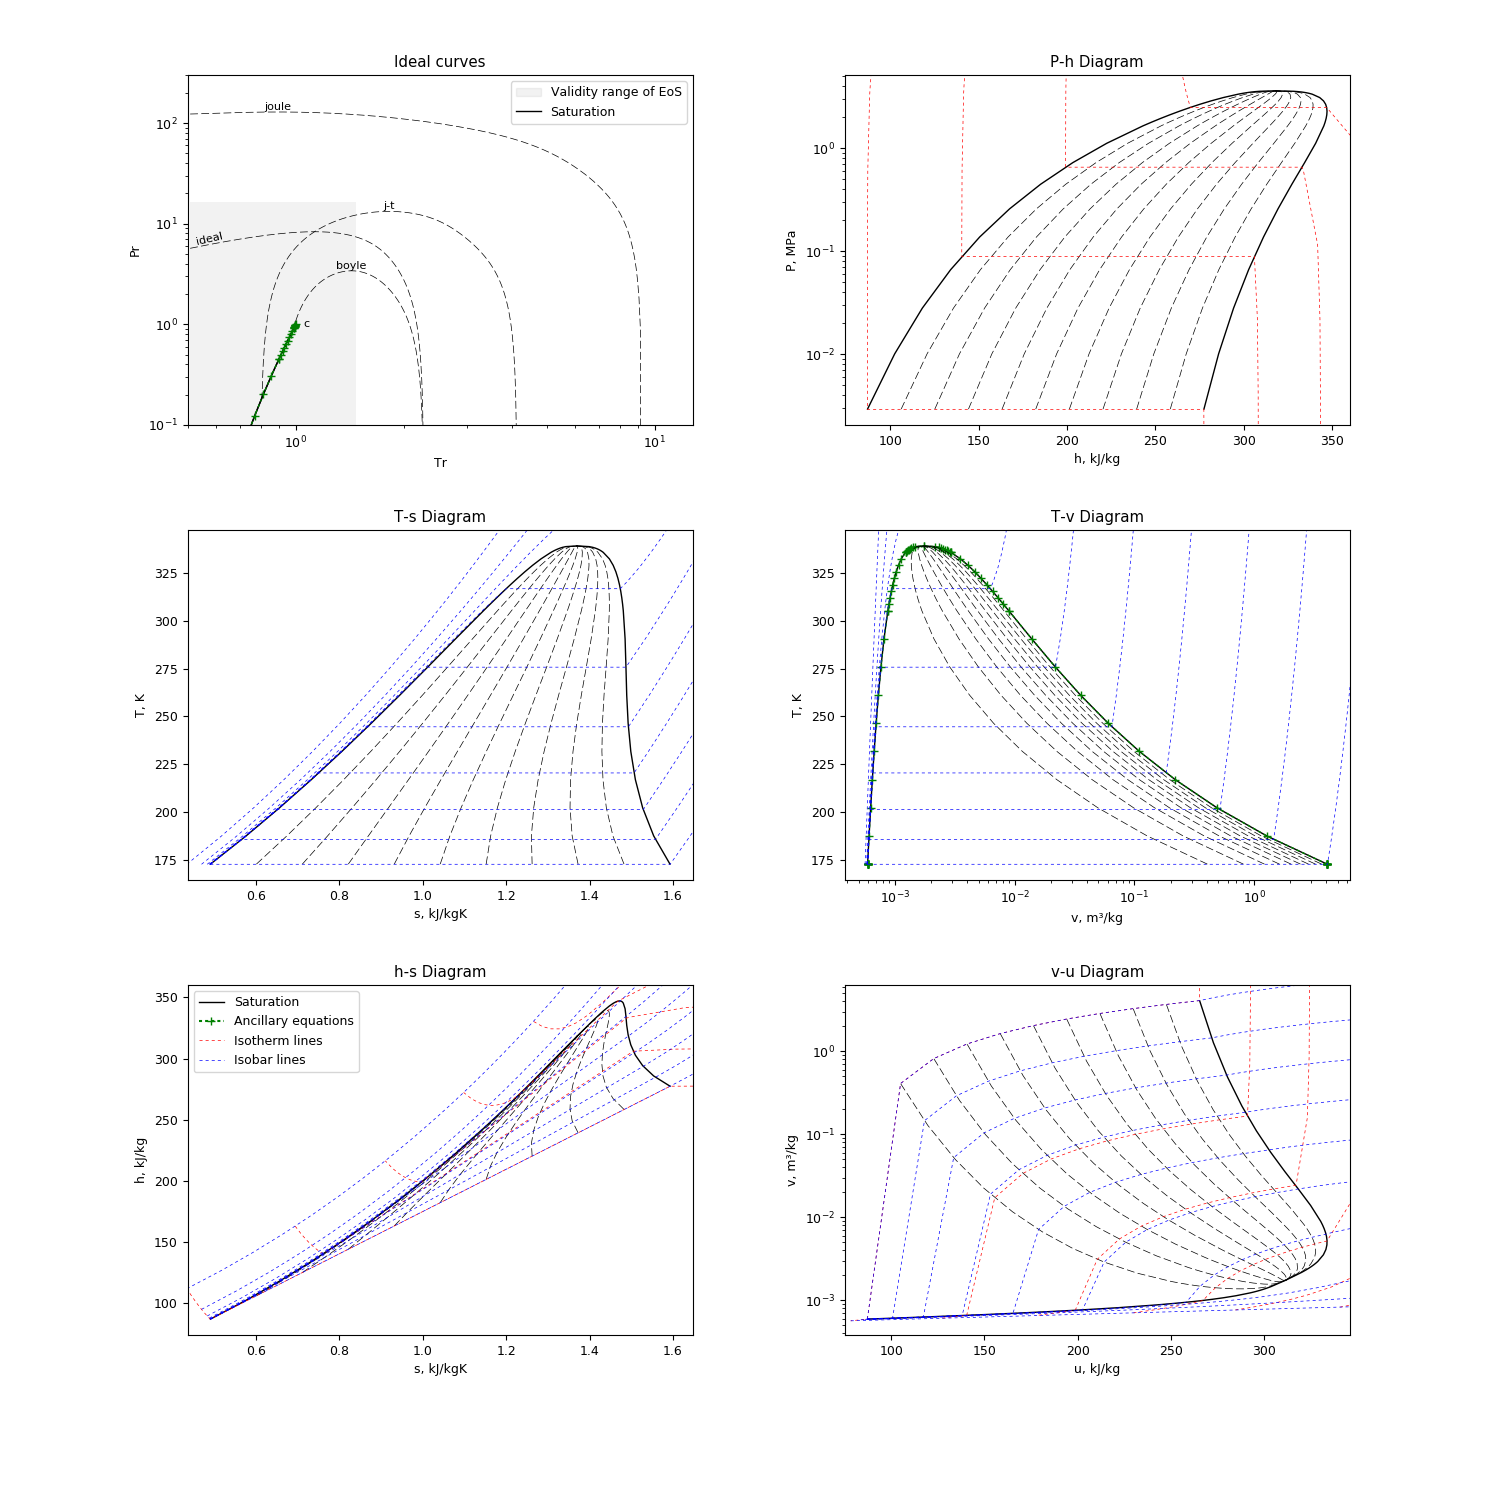 Ideal curves
Validity range of EoS
Saturation
joule
j-t
ideal
boyle
c
10²
10¹
10⁰
10⁻¹
Pr
10⁰ 10¹
Tr
P-h Diagram
10⁰
10⁻¹
10⁻²
P, MPa
100 150 200 250 300 350
h, kJ/kg
T-s Diagram
325
300
275
250
225
200
175
T, K
0.6 0.8 1.0 1.2 1.4 1.6
s, kJ/kgK
T-v Diagram
325
300
275
250
225
200
175
T, K
10⁻³ 10⁻² 10⁻¹ 10⁰
v, m³/kg
h-s Diagram
Saturation
Ancillary equations
Isotherm lines
Isobar lines
350
300
250
200
150
100
h, kJ/kg
0.6 0.8 1.0 1.2 1.4 1.6
s, kJ/kgK
v-u Diagram
10⁰
10⁻¹
10⁻²
10⁻³
v, m³/kg
100 150 200 250 300
u, kJ/kg